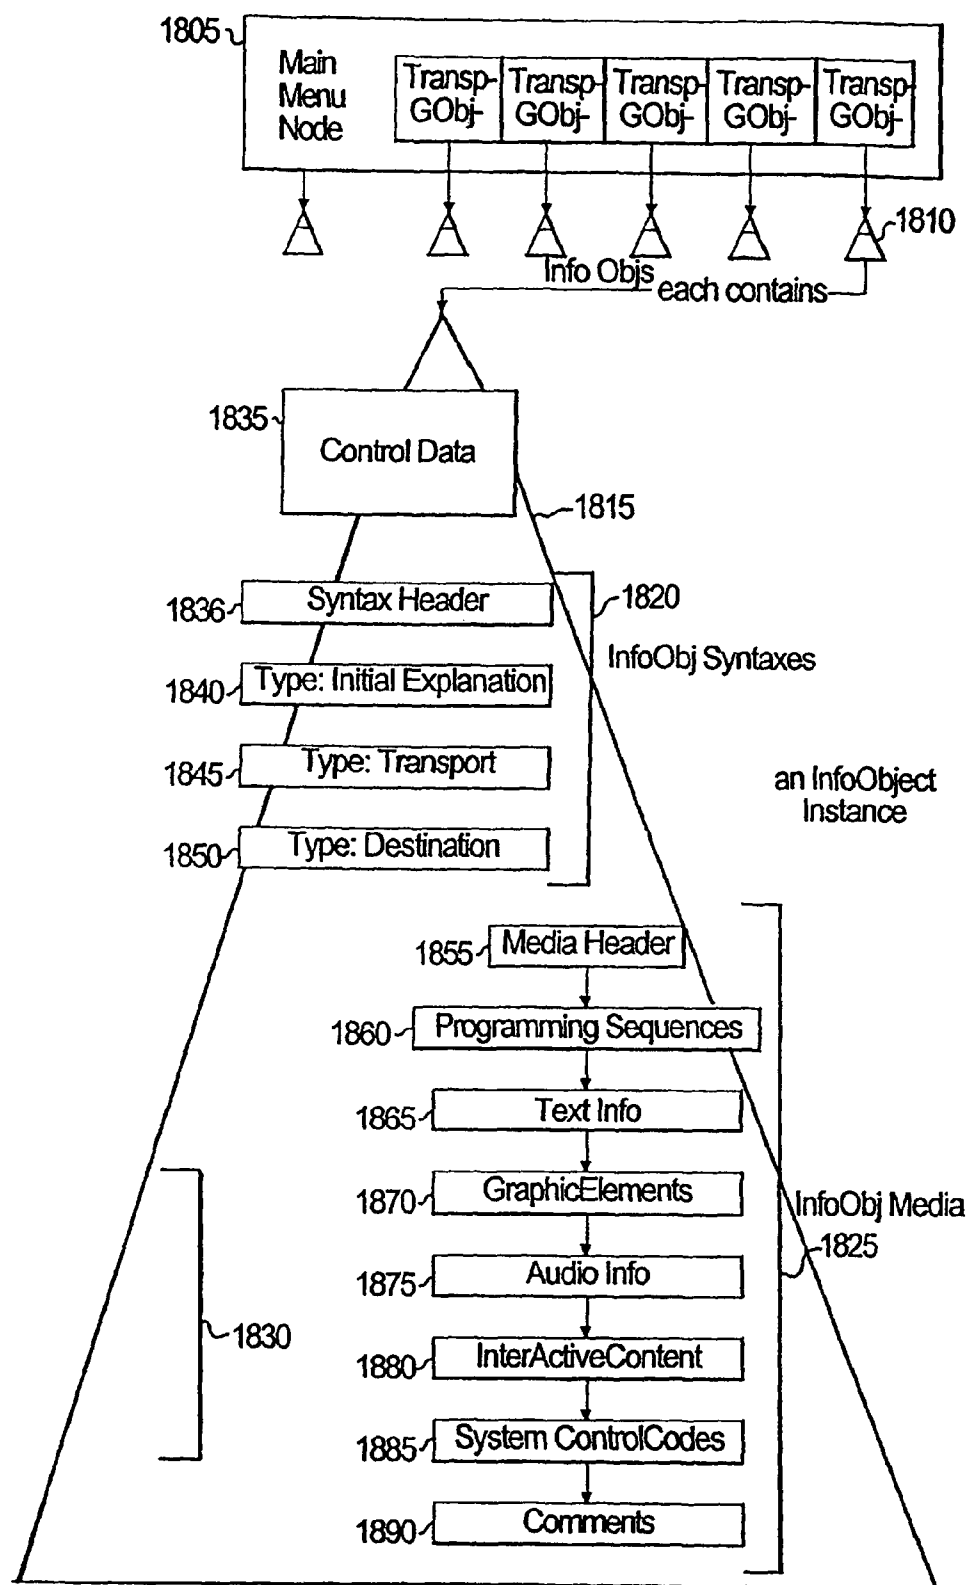 1805
Main
Menu
Node
Transp-
GObj-
Transp-
GObj-
Transp-
GObj-
Transp-
GObj-
Transp-
GObj-
1810
Info Objs
each contains
1835
Control Data
1815
1836
Syntax Header
1820
InfoObj Syntaxes
1840
Type: Initial Explanation
1845
Type: Transport
an InfoObject
Instance
1850
Type: Destination
1855
Media Header
1860
Programming Sequences
1865
Text Info
1870
GraphicElements
InfoObj Media
1825
1875
Audio Info
1830
1880
InterActiveContent
1885
System ControlCodes
1890
Comments